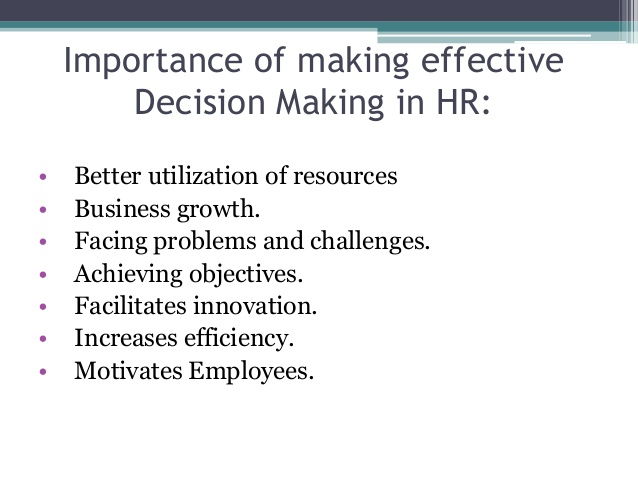 Importance of making effective
Decision Making in HR:
• Better utilization of resources
• Business growth.
• Facing problems and challenges.
• Achieving objectives.
• Facilitates innovation.
• Increases efficiency.
• Motivates Employees.